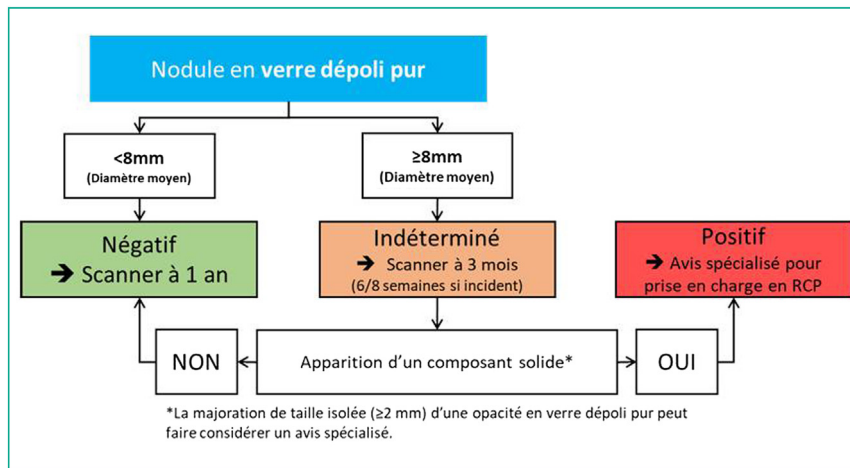 Nodule en verre dépoli pur
<8mm
(Diamètre moyen)
≥8mm
(Diamètre moyen)
Négatif
➔ Scanner à 1 an
Indéterminé
➔ Scanner à 3 mois
(6/8 semaines si incident)
Positif
➔ Avis spécialisé pour
prise en charge en RCP
NON
Apparition d'un composant solide*
OUI
*La majoration de taille isolée (≥2 mm) d'une opacité en verre dépoli pur peut
faire considérer un avis spécialisé.